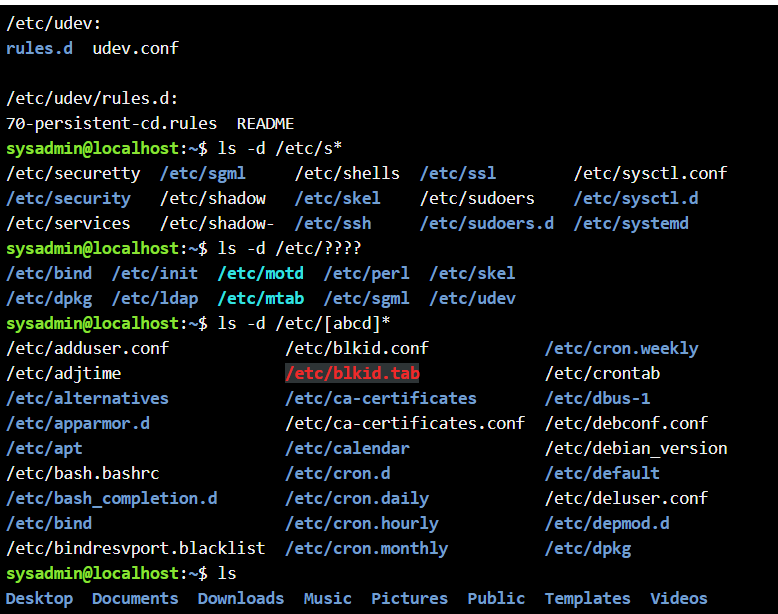 /etc/udev:
rules.d  udev.conf

/etc/udev/rules.d:
70-persistent-cd.rules  README
sysadmin@localhost:~$ ls -d /etc/s*
/etc/securetty  /etc/sgml     /etc/shells  /etc/ssl        /etc/sysctl.conf
/etc/security   /etc/shadow   /etc/skel    /etc/sudoers    /etc/sysctl.d
/etc/services   /etc/shadow-  /etc/ssh     /etc/sudoers.d  /etc/systemd
sysadmin@localhost:~$ ls -d /etc/????
/etc/bind  /etc/init  /etc/motd  /etc/perl  /etc/skel
/etc/dpkg  /etc/ldap  /etc/mtab  /etc/sgml  /etc/udev
sysadmin@localhost:~$ ls -d /etc/[abcd]*
/etc/adduser.conf            /etc/blkid.conf            /etc/cron.weekly
/etc/adjtime                 /etc/blkid.tab             /etc/crontab
/etc/alternatives            /etc/ca-certificates       /etc/dbus-1
/etc/apparmor.d              /etc/ca-certificates.conf  /etc/debconf.conf
/etc/apt                     /etc/calendar              /etc/debian_version
/etc/bash.bashrc             /etc/cron.d                /etc/default
/etc/bash_completion.d       /etc/cron.daily            /etc/deluser.conf
/etc/bind                    /etc/cron.hourly           /etc/depmod.d
/etc/bindresvport.blacklist  /etc/cron.monthly          /etc/dpkg
sysadmin@localhost:~$ ls
Desktop  Documents  Downloads  Music  Pictures  Public  Templates  Videos